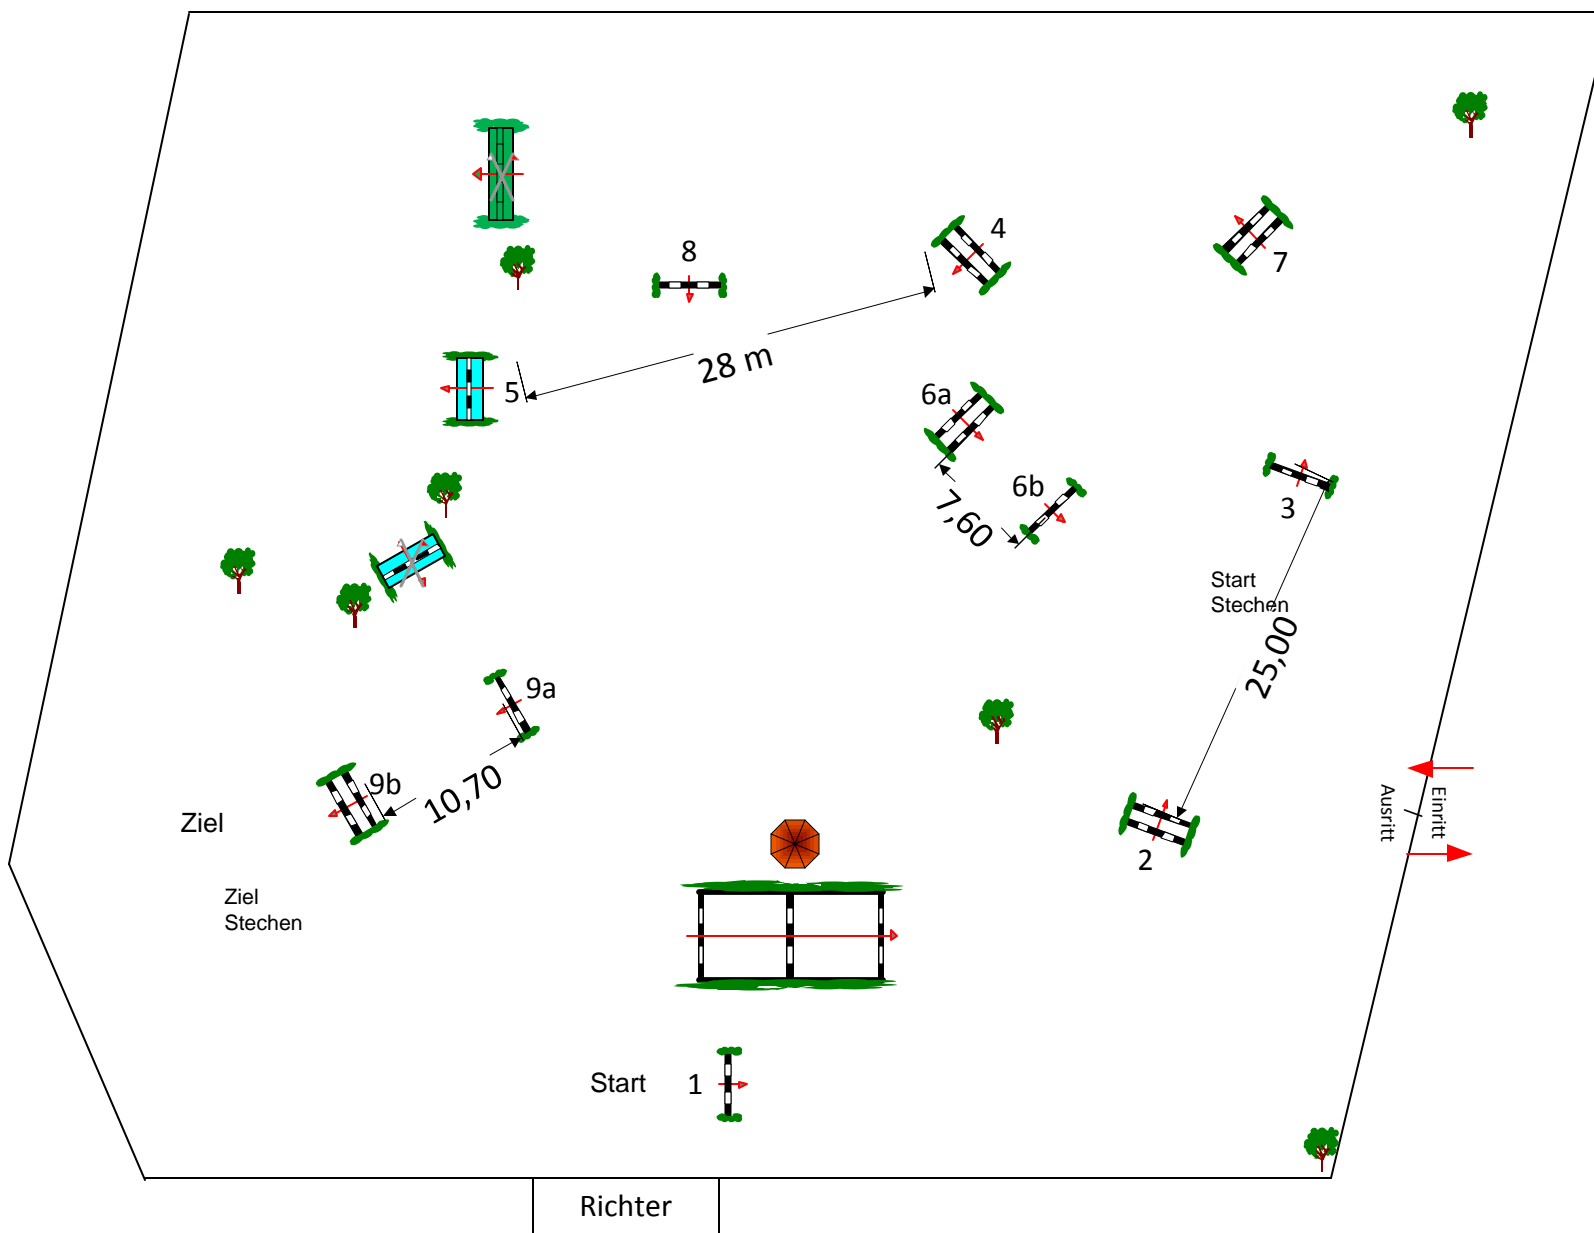 8
4
7
28 m
5
6a
6b
7,60
3
Start
Stechen
25,00
9a
9b
10,70
Ziel
Ziel
Stechen
2
Einritt
Ausritt
Start
1
Richter